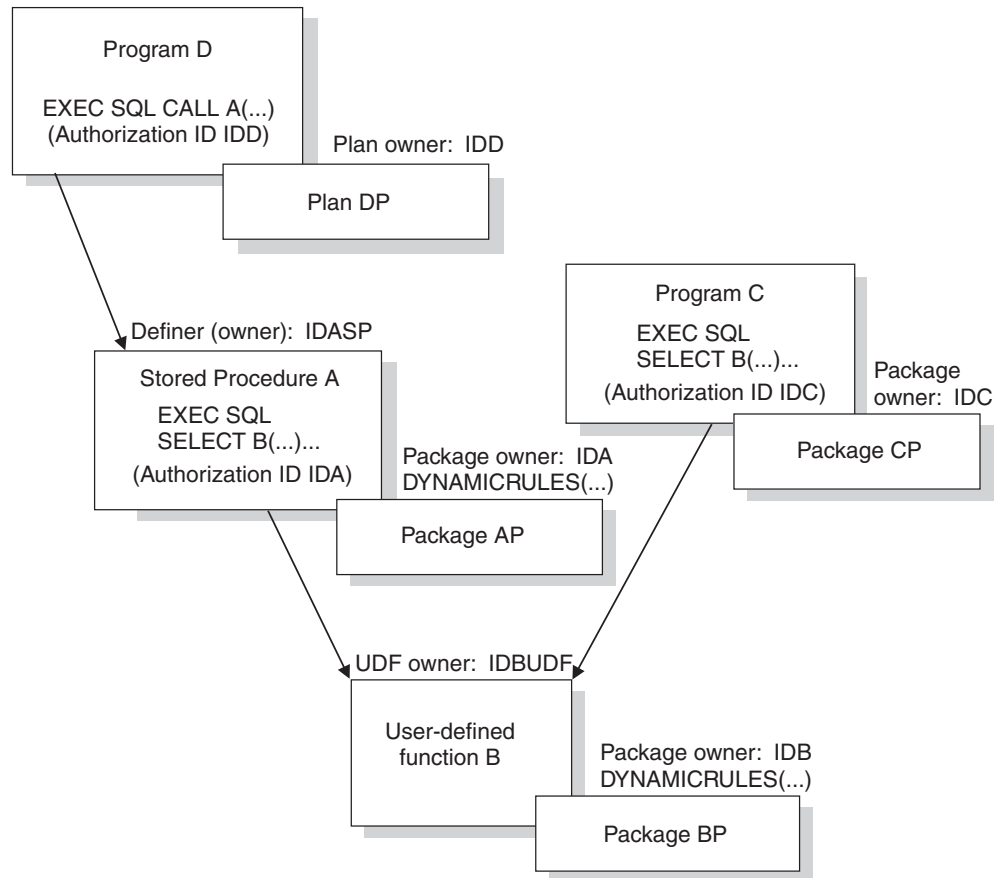 Program D
EXEC SQL CALL A(...)
(Authorization ID IDD)
Plan owner: IDD
Plan DP
Program C
EXEC SQL
SELECT B(...)...
(Authorization ID IDC)
Package
owner: IDC
Package CP
Definer (owner): IDASP
Stored Procedure A
EXEC SQL
SELECT B(...)...
(Authorization ID IDA)
Package owner: IDA
DYNAMICRULES(...)
Package AP
UDF owner: IDBUDF
User-defined
function B
Package owner: IDB
DYNAMICRULES(...)
Package BP